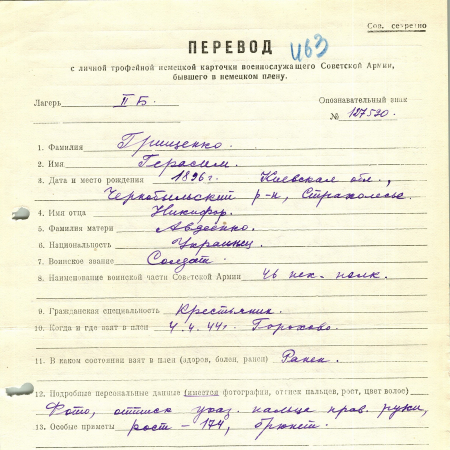 Сов. секретно
ПЕРЕВОД
с личной трофейной немецкой карточки военнослужащего Советской Армии,
бывшего в немецком плену.
Лагерь II Б. Опознавательный знак
№ 127520.
1. Фамилия Грищенко.
2. Имя Герасим.
3. Дата и место рождения 1896г. Киевская обл.,
Чернобыльский р-н, Страхолесье
4. Имя отца Никифор.
5. Фамилия матери Авдеенко.
6. Национальность Украинец.
7. Воинское звание Солдат
8. Наименование воинской части Советской Армии 46 пех. полк.
9. Гражданская специальность Крестьянин.
10. Когда и где взят в плен 4.4.44г. Горохово.
11. В каком состоянии взят в плен (здоров, болен, ранен) Ранен.
12. Подробные персональные данные (имеется фотографии, оттиск пальцев, рост, цвет волос)
Фото, оттиск указ. пальца прав. руки,
13. Особые приметы рост - 174, брюнет.